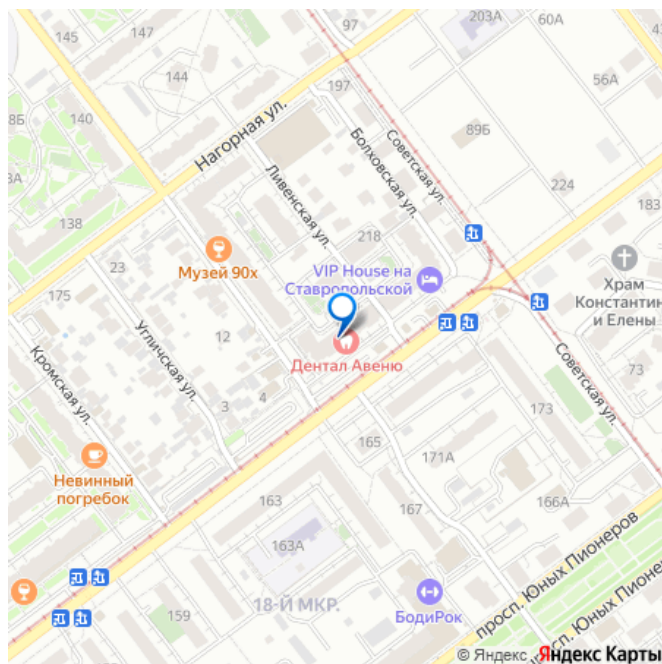 203А
60А
145
97
147
144
197
56А
8Б
140
Нагорная ул.
Болховская ул.
Советская ул.
89Б
3А
Ливенская ул.
224
138
218
183
23
Музей 90х
VIP House на
Ставропольской
Храм
Константин
и Елены
175
Угличская ул.
12
Дентал Авеню
Кромская ул.
Советская ул.
73
3
4
173
165
171А
Невинный
погребок
163
167
166А
163А
просп. Юных Пионеров
18-Й МКР.
БодиРок
159
просп. Юных Пионе
© Яндекс Яндекс Карты